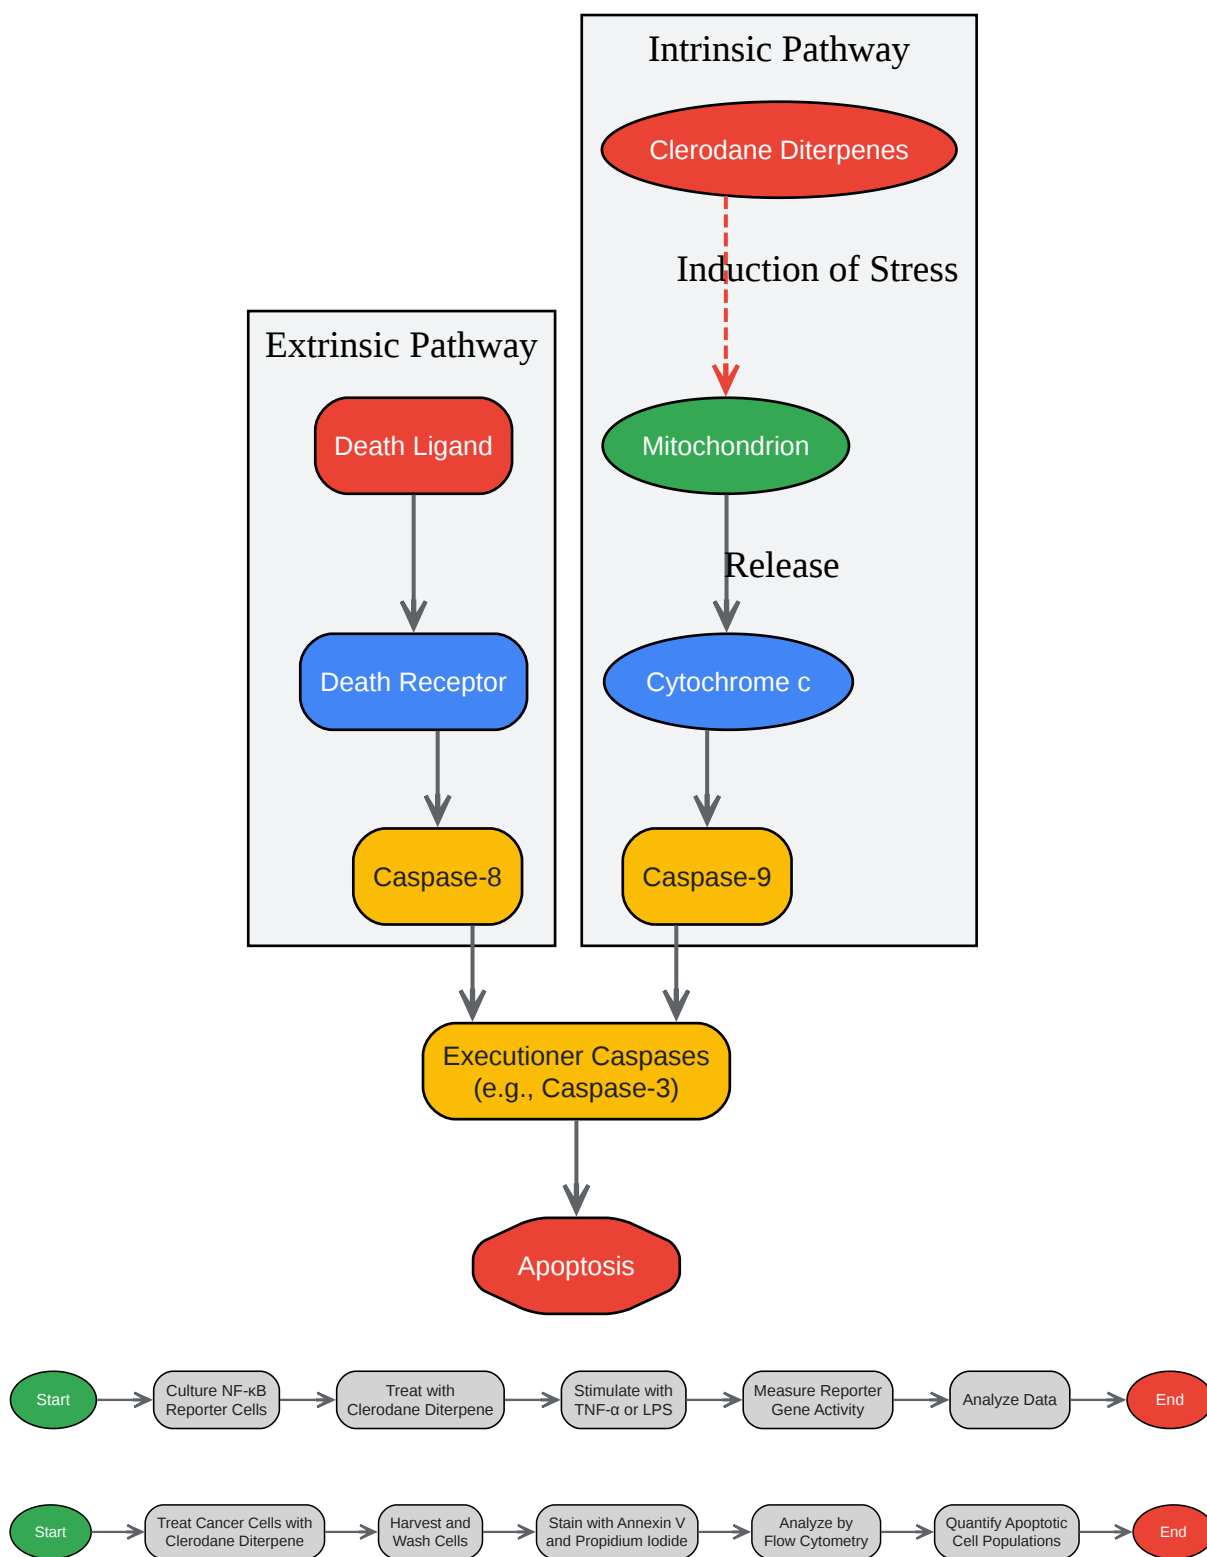 Intrinsic Pathway
Clerodane Diterpenes
Induction of Stress
Extrinsic Pathway
Death Ligand
Mitochondrion
Release
Death Receptor
Cytochrome c
Caspase-8
Caspase-9
Executioner Caspases
(e.g., Caspase-3)
Apoptosis
Start
Culture NF-κB
Reporter Cells
Treat with
Clerodane Diterpene
Stimulate with
TNF-α or LPS
Measure Reporter
Gene Activity
Analyze Data
End
Start
Treat Cancer Cells with
Clerodane Diterpene
Harvest and
Wash Cells
Stain with Annexin V
and Propidium Iodide
Analyze by
Flow Cytometry
Quantify Apoptotic
Cell Populations
End